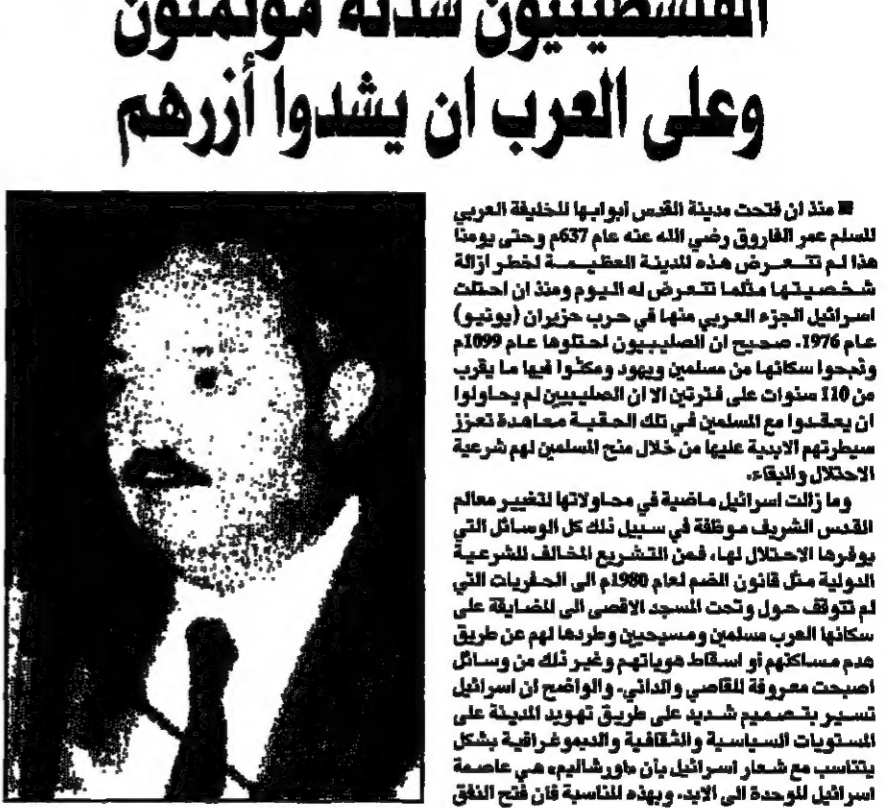 الفلسطينيون سدنة مؤتمنون
وعلى العرب ان يشدوا أزرهم
منذ ان فتحت مدينة القدس أبوابها للخليفة العربي
المسلم عمر الفاروق رضي الله عنه عام 637م وحتى يومنا
هذا لم تتعرض هذه المدينة العظيمة لخطر ازالة
شخصيتها مثلما تتعرض له اليوم ومنذ ان احتلت
اسرائيل الجزء العربي منها في حرب حزيران (يونيو)
عام 1976. صحيح ان الصليبيون احتلوها عام 1099م
وذبحوا سكانها من مسلمين ويهود ومكثوا فيها ما يقرب
من 110 سنوات على فترتين الا ان الصليبيين لم يحاولوا
ان يعقدوا مع المسلمين في تلك الحقبة معاهدة تعزز
سيطرتهم الابدية عليها من خلال منح المسلمين لهم شرعية
الاحتلال والبقاء.
وما زالت اسرائيل ماضية في محاولاتها لتغيير معالم
القدس الشريف موظفة في سبيل ذلك كل الوسائل التي
يوفرها الاحتلال لها، فمن التشريع المخالف للشرعية
الدولية مثل قانون الضم لعام 1980م الى الحفريات التي
لم تتوقف حول وتحت المسجد الاقصى الى المضايقة على
سكانها العرب مسلمين ومسيحيين وطردها لهم عن طريق
هدم مساكنهم أو اسقاط هوياتهم وغير ذلك من وسائل
اصبحت معروفة للقاصي والداني. والواضح ان اسرائيل
تسير بتصميم شديد على طريق تهويد المدينة على
المستويات السياسية والثقافية والديموغرافية بشكل
يتناسب مع شعار اسرائيل بأن «اورشاليم» هي عاصمة
اسرائيل الموحدة الى الابد. وبهذه المناسبة فان فتح النفق